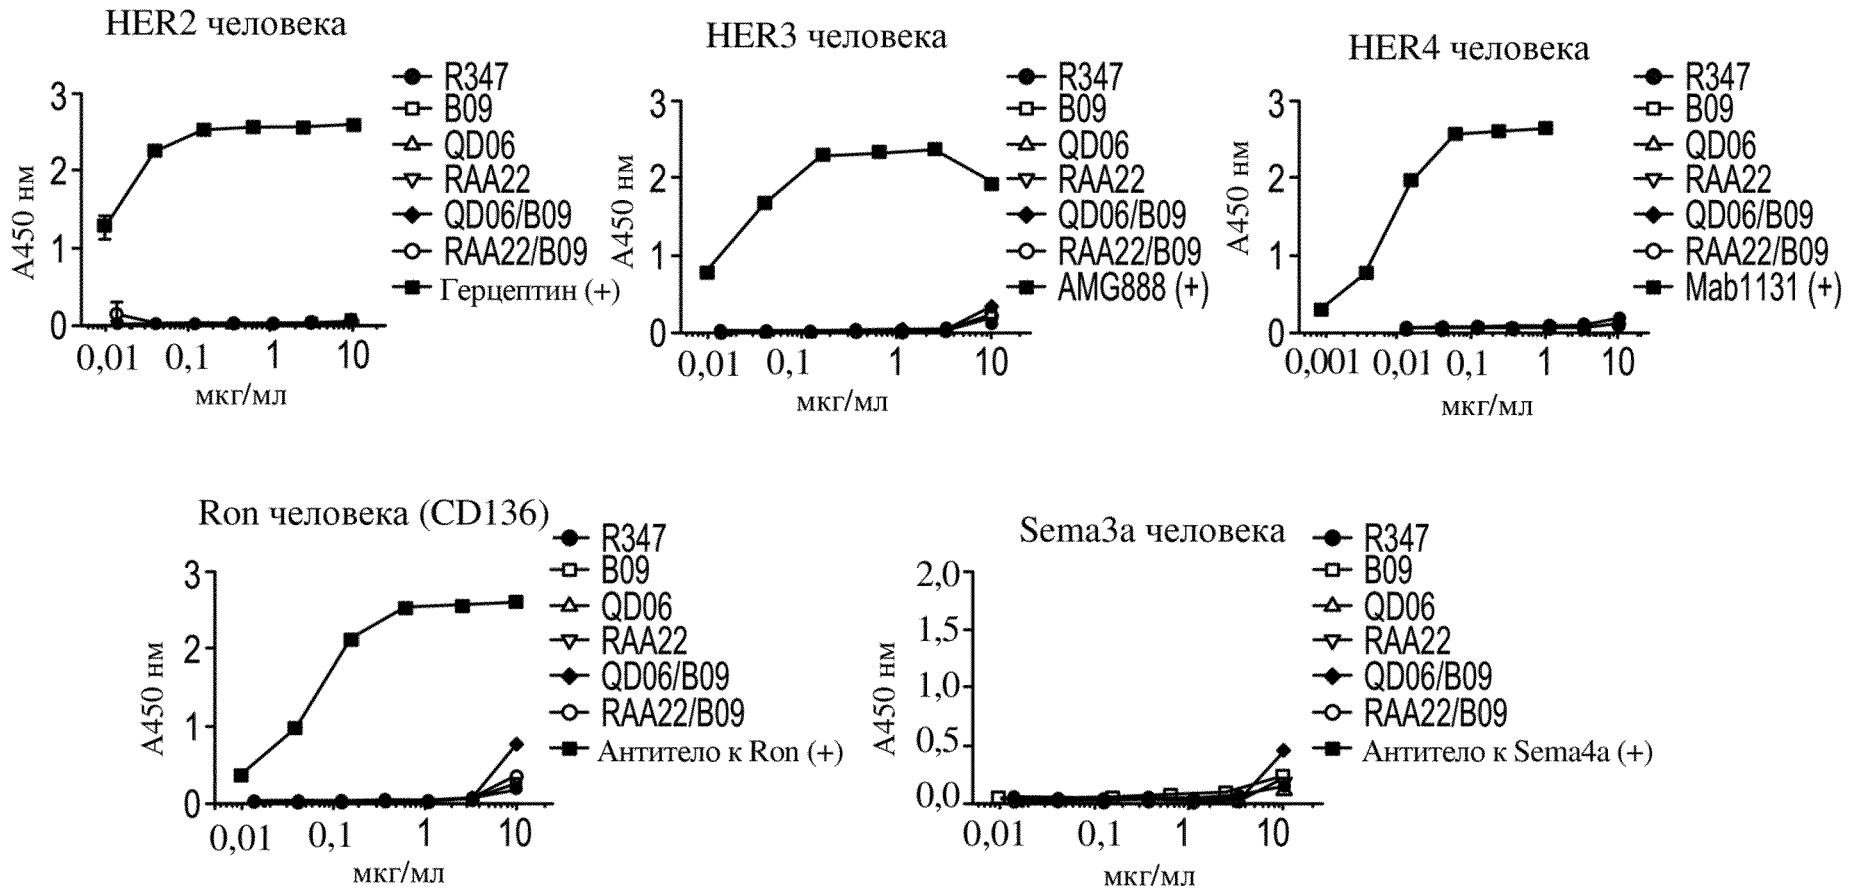 HER2 человека
R347
B09
QD06
RAA22
QD06/B09
RAA22/B09
Герцептин (+)
A450 нм
3
2
1
0
0,01 0,1 1 10
мкг/мл
HER3 человека
R347
B09
QD06
RAA22
QD06/B09
RAA22/B09
AMG888 (+)
A450 нм
3
2
1
0
0,01 0,1 1 10
мкг/мл
HER4 человека
R347
B09
QD06
RAA22
QD06/B09
RAA22/B09
Mab1131 (+)
A450 нм
3
2
1
0
0,001 0,01 0,1 1 10
мкг/мл
Ron человека (CD136)
R347
B09
QD06
RAA22
QD06/B09
RAA22/B09
Антитело к Ron (+)
A450 нм
3
2
1
0
0,01 0,1 1 10
мкг/мл
Sema3a человека
R347
B09
QD06
RAA22
QD06/B09
RAA22/B09
Антитело к Sema4a (+)
A450 нм
2,0
1,5
1,0
0,5
0,0
0,01 0,1 1 10
мкг/мл